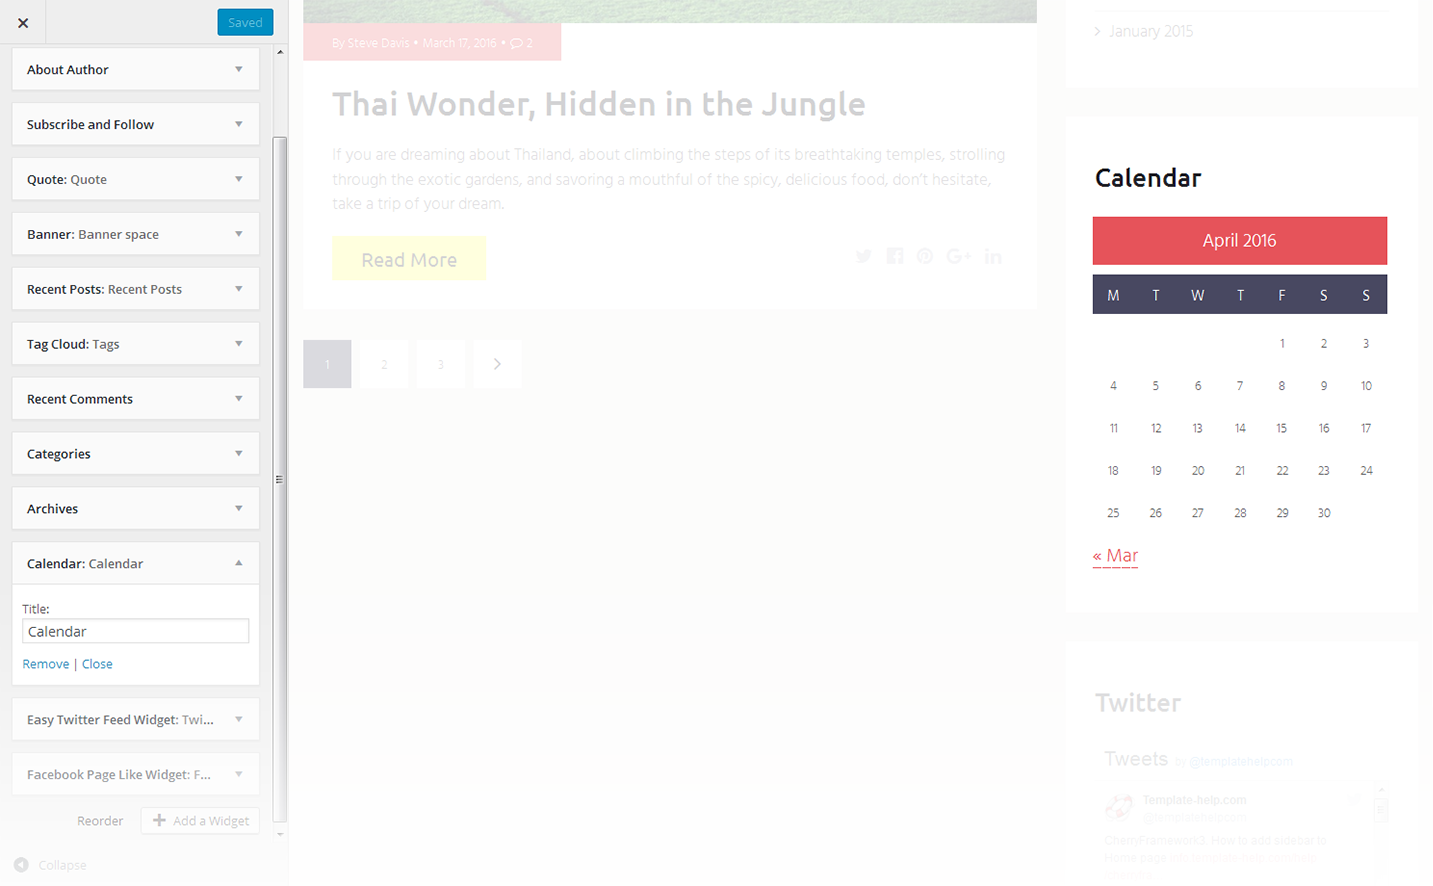 Saved
About Author
Subscribe and Follow
Quote: Quote
Banner: Banner space
Recent Posts: Recent Posts
Tag Cloud: Tags
Recent Comments
Categories
Archives
Calendar: Calendar
Title:
Calendar
Remove | Close
Easy Twitter Feed Widget: Twi...
Facebook Page Like Widget: F...
Reorder
Add a Widget
Collapse
By Steve Davis • March 17, 2016 • 2
Thai Wonder, Hidden in the Jungle
If you are dreaming about Thailand, about climbing the steps of its breathtaking temples, strolling
through the exotic gardens, and savoring a mouthful of the spicy, delicious food, don't hesitate,
take a trip of your dream.
Read More
1 2 3
January 2015
Calendar
April 2016
M T W T F S S
1 2 3
4 5 6 7 8 9 10
11 12 13 14 15 16 17
18 19 20 21 22 23 24
25 26 27 28 29 30
« Mar
Twitter
Tweets by @templatehelpcom
Template-help.com
@templatehelpcom
CherryFramework3. How to add sidebar to
Home page